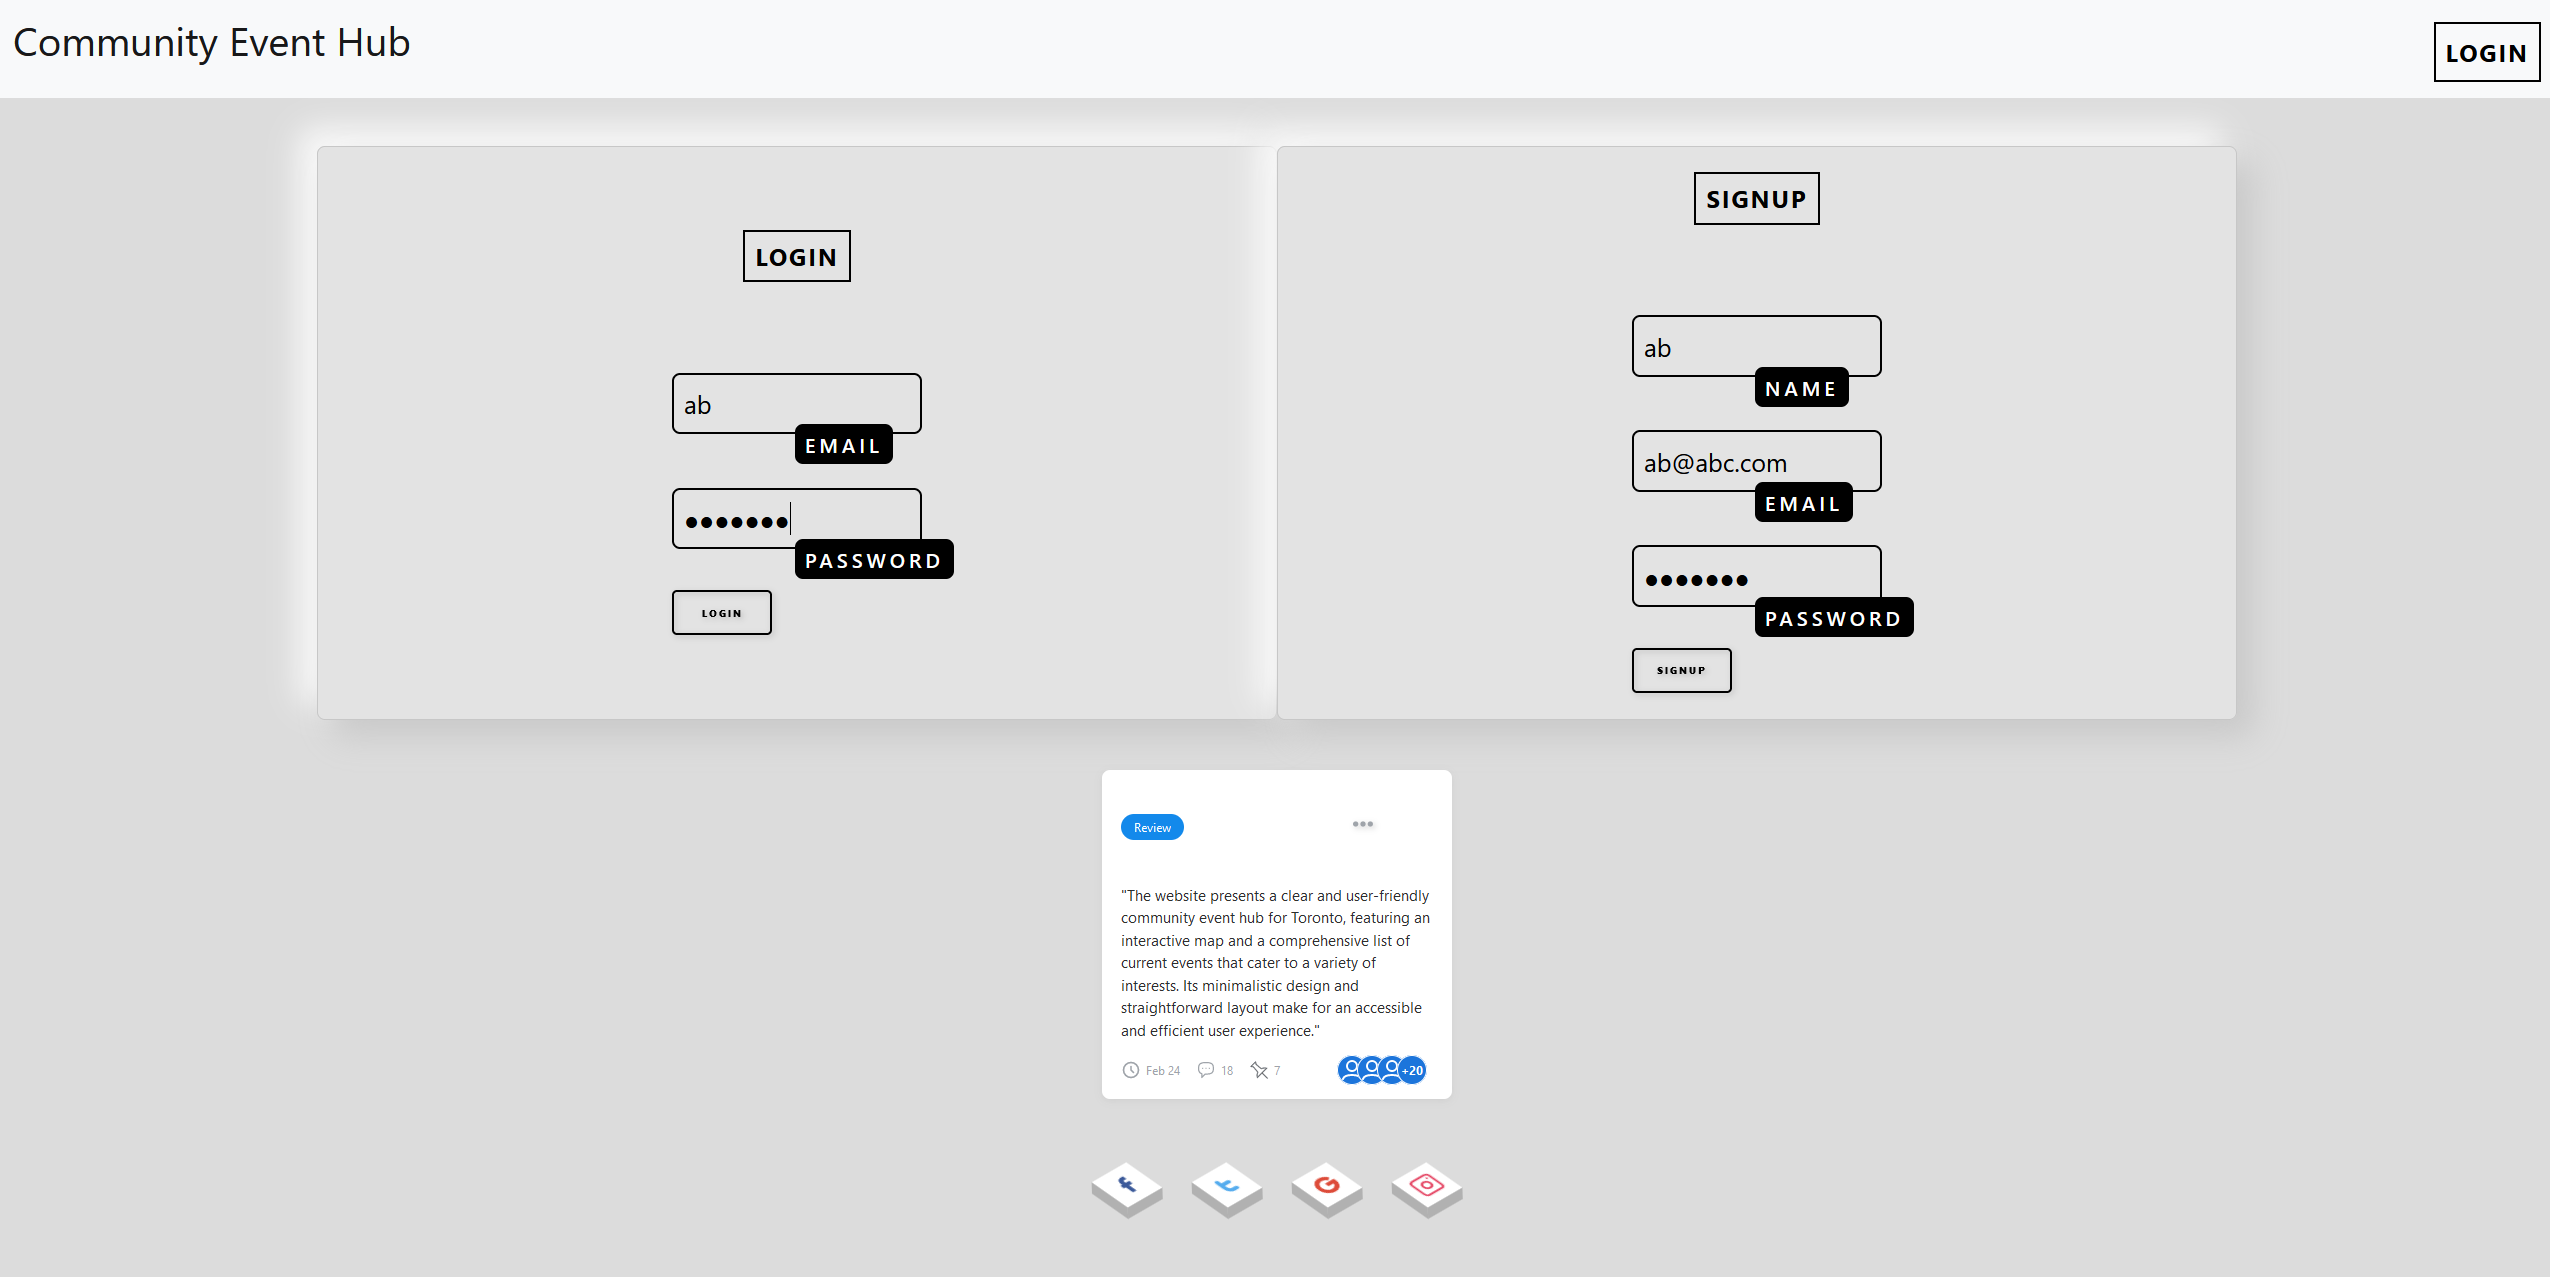 Community Event Hub
LOGIN
LOGIN
ab
EMAIL
•••••••
PASSWORD
LOGIN
SIGNUP
ab
NAME
ab@abc.com
EMAIL
•••••••
PASSWORD
SIGNUP
Review
"The website presents a clear and user-friendly
community event hub for Toronto, featuring an
interactive map and a comprehensive list of
current events that cater to a variety of
interests. Its minimalistic design and
straightforward layout make for an accessible
and efficient user experience."
Feb 24 18 7 +20